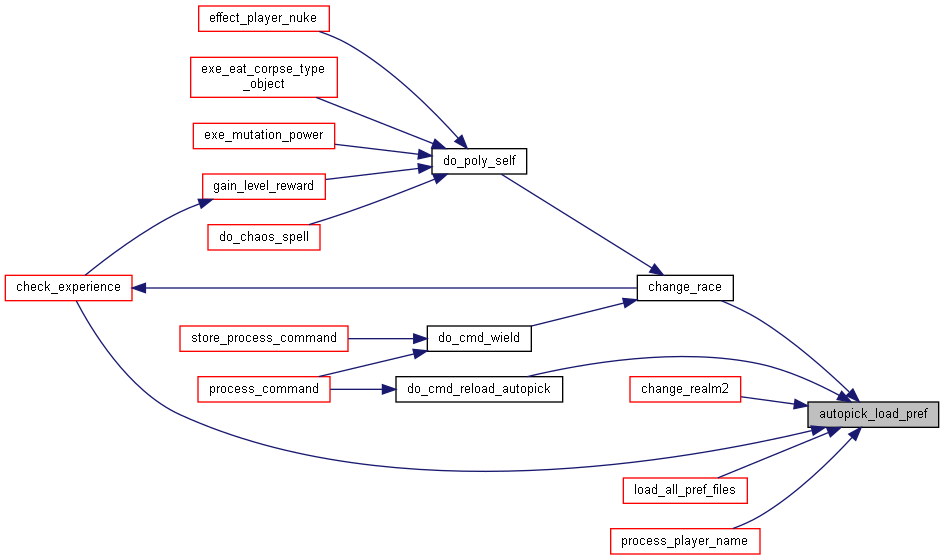 effect_player_nuke
exe_eat_corpse_type
_object
exe_mutation_power
do_poly_self
gain_level_reward
do_chaos_spell
check_experience
change_race
store_process_command
do_cmd_wield
process_command
do_cmd_reload_autopick
change_realm2
autopick_load_pref
load_all_pref_files
process_player_name